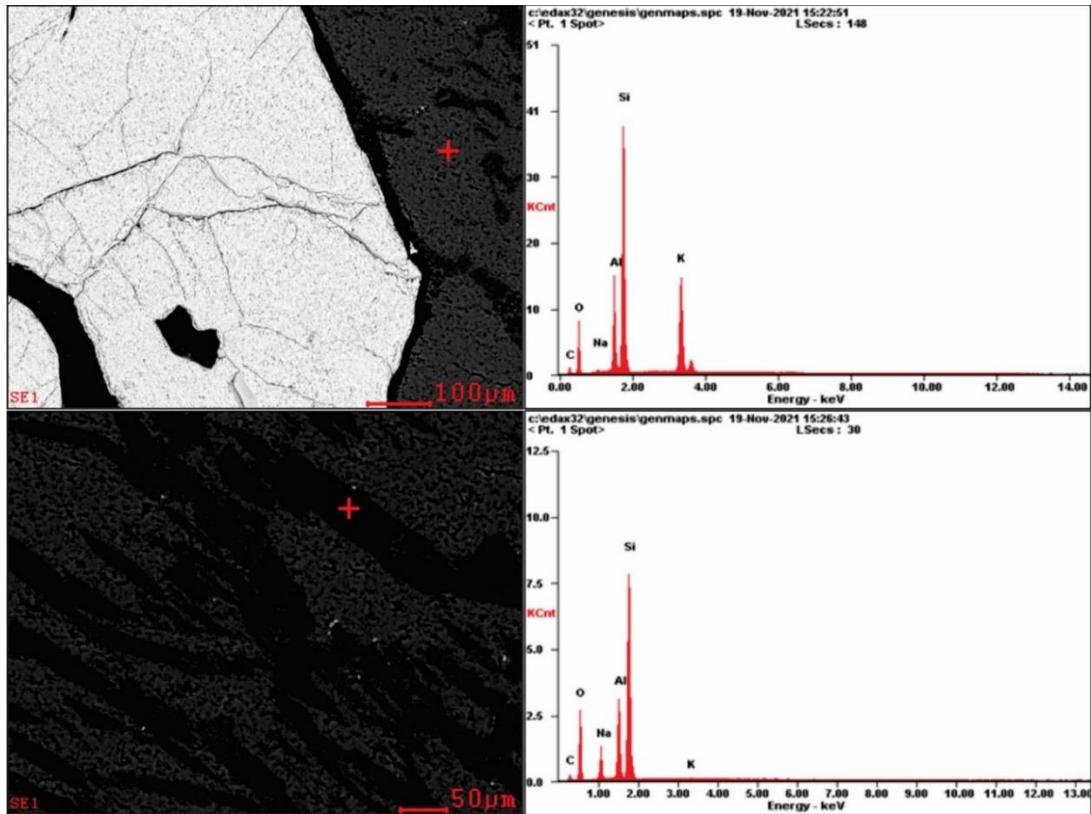 c:\edax32\genesis\genmaps.spc 19-Nov-2021 15:22:51
< Pt. 1 Spot> LSecs : 148
51
41
30
KCnt
20
10
0
Si
Al
K
O
Na
C
0.00 2.00 4.00 6.00 8.00 10.00 12.00 14.00
Energy - keV
SE1 100µm
c:\edax32\genesis\genmaps.spc 19-Nov-2021 15:26:43
< Pt. 1 Spot> LSecs : 30
12.5
10.0
7.5
KCnt
5.0
2.5
0.0
Si
O
Al
Na
C
K
1.00 2.00 3.00 4.00 5.00 6.00 7.00 8.00 9.00 10.00 11.00 12.00 13.00
Energy - keV
SE1 50µm